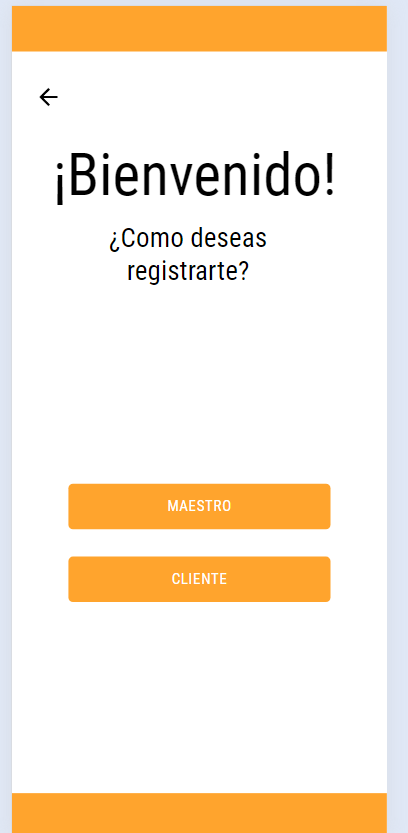 ¡Bienvenido!
¿Como deseas
registrarte?
MAESTRO
CLIENTE